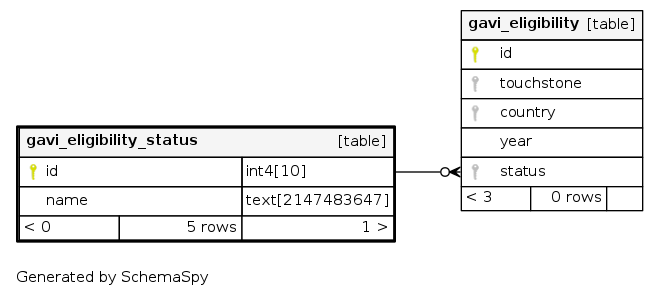 gavi_eligibility [table]
id
touchstone
country
year
status
< 3 0 rows
gavi_eligibility_status [table]
id int4[10]
name text[2147483647]
< 0 5 rows 1 >
Generated by SchemaSpy